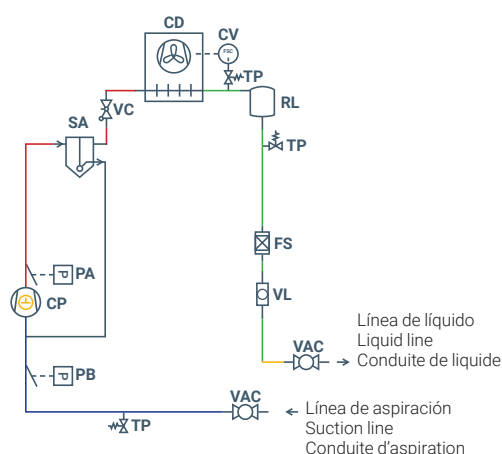 CD
CV
FSC
TP
RL
VC
SA
TP
FS
P
PA
CP
VL
Línea de líquido
Liquid line
VAC
Conduite de liquide
P
PB
VAC
Línea de aspiración
Suction line
TP
Conduite d'aspiration